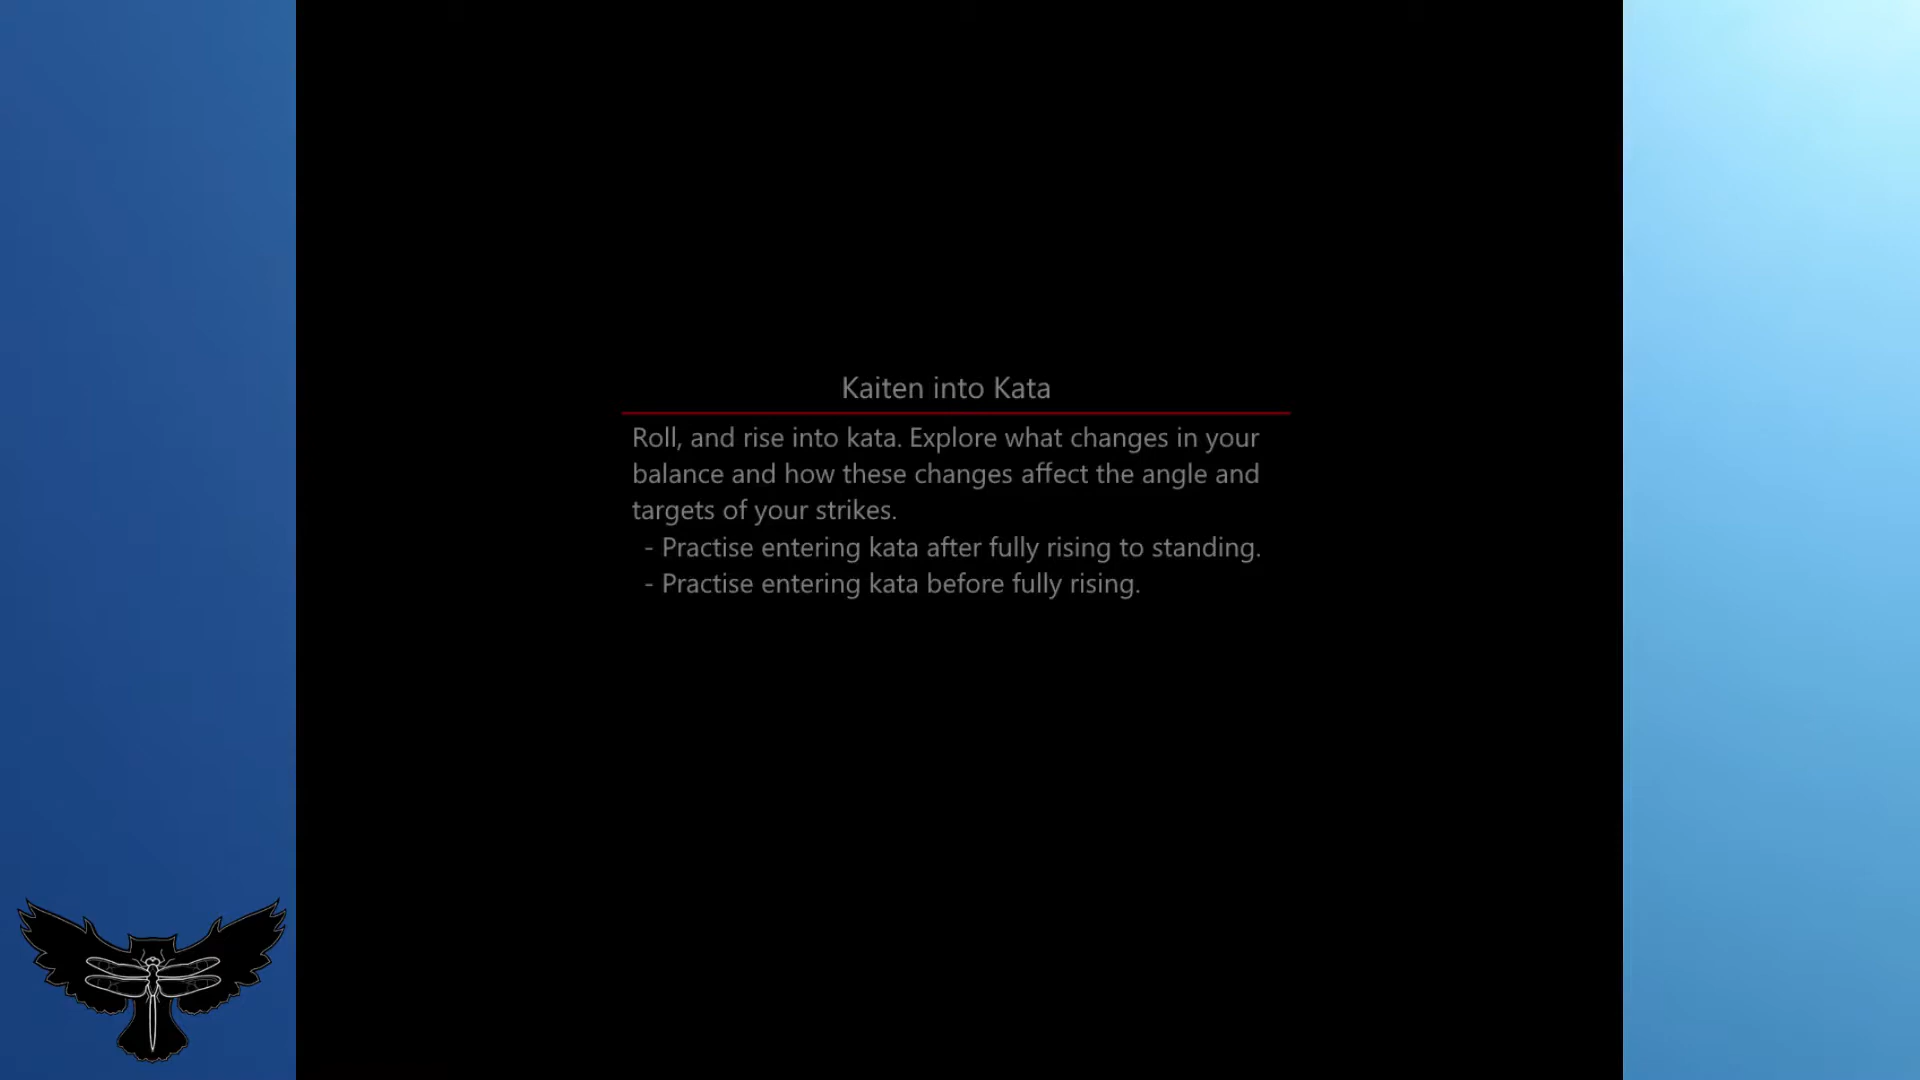 Kaiten into Kata
Roll, and rise into kata. Explore what changes in your
balance and how these changes affect the angle and
targets of your strikes.
- Practise entering kata after fully rising to standing.
- Practise entering kata before fully rising.